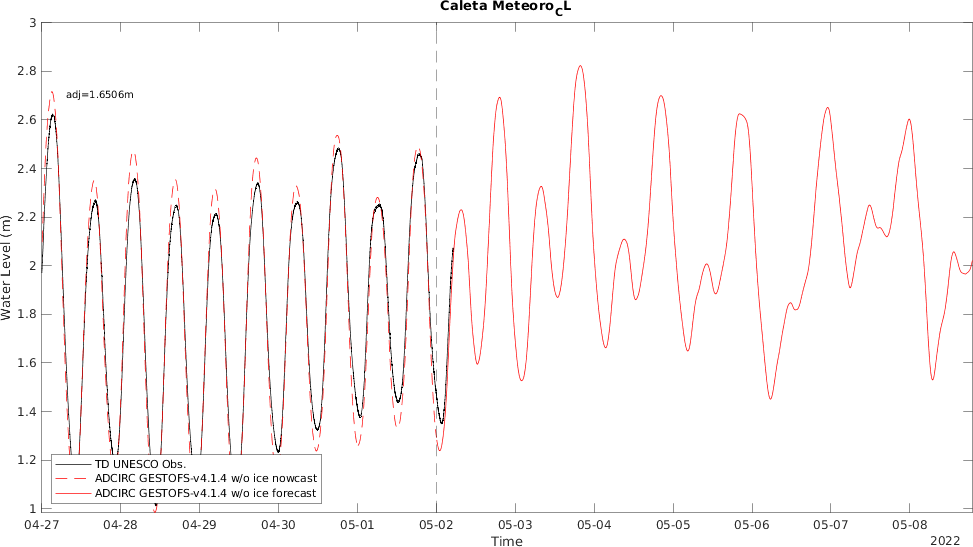 Caleta Meteoro_CL
adj=1.6506m
Water Level (m)
3
2.8
2.6
2.4
2.2
2
1.8
1.6
1.4
1.2
1
TD UNESCO Obs.
ADCIRC GESTOFS-v4.1.4 w/o ice nowcast
ADCIRC GESTOFS-v4.1.4 w/o ice forecast
04-27 04-28 04-29 04-30 05-01 05-02 05-03 05-04 05-05 05-06 05-07 05-08
Time
2022